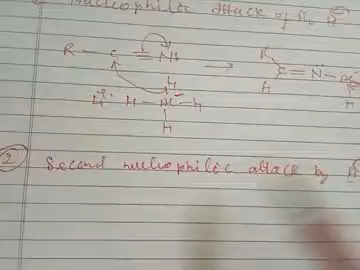 Nucleophilic attack of
R — C ≡ N
H
Li⁺ H — Al — H
H
R
C = N — Al
H
H
② Second nucleophilic attack by H